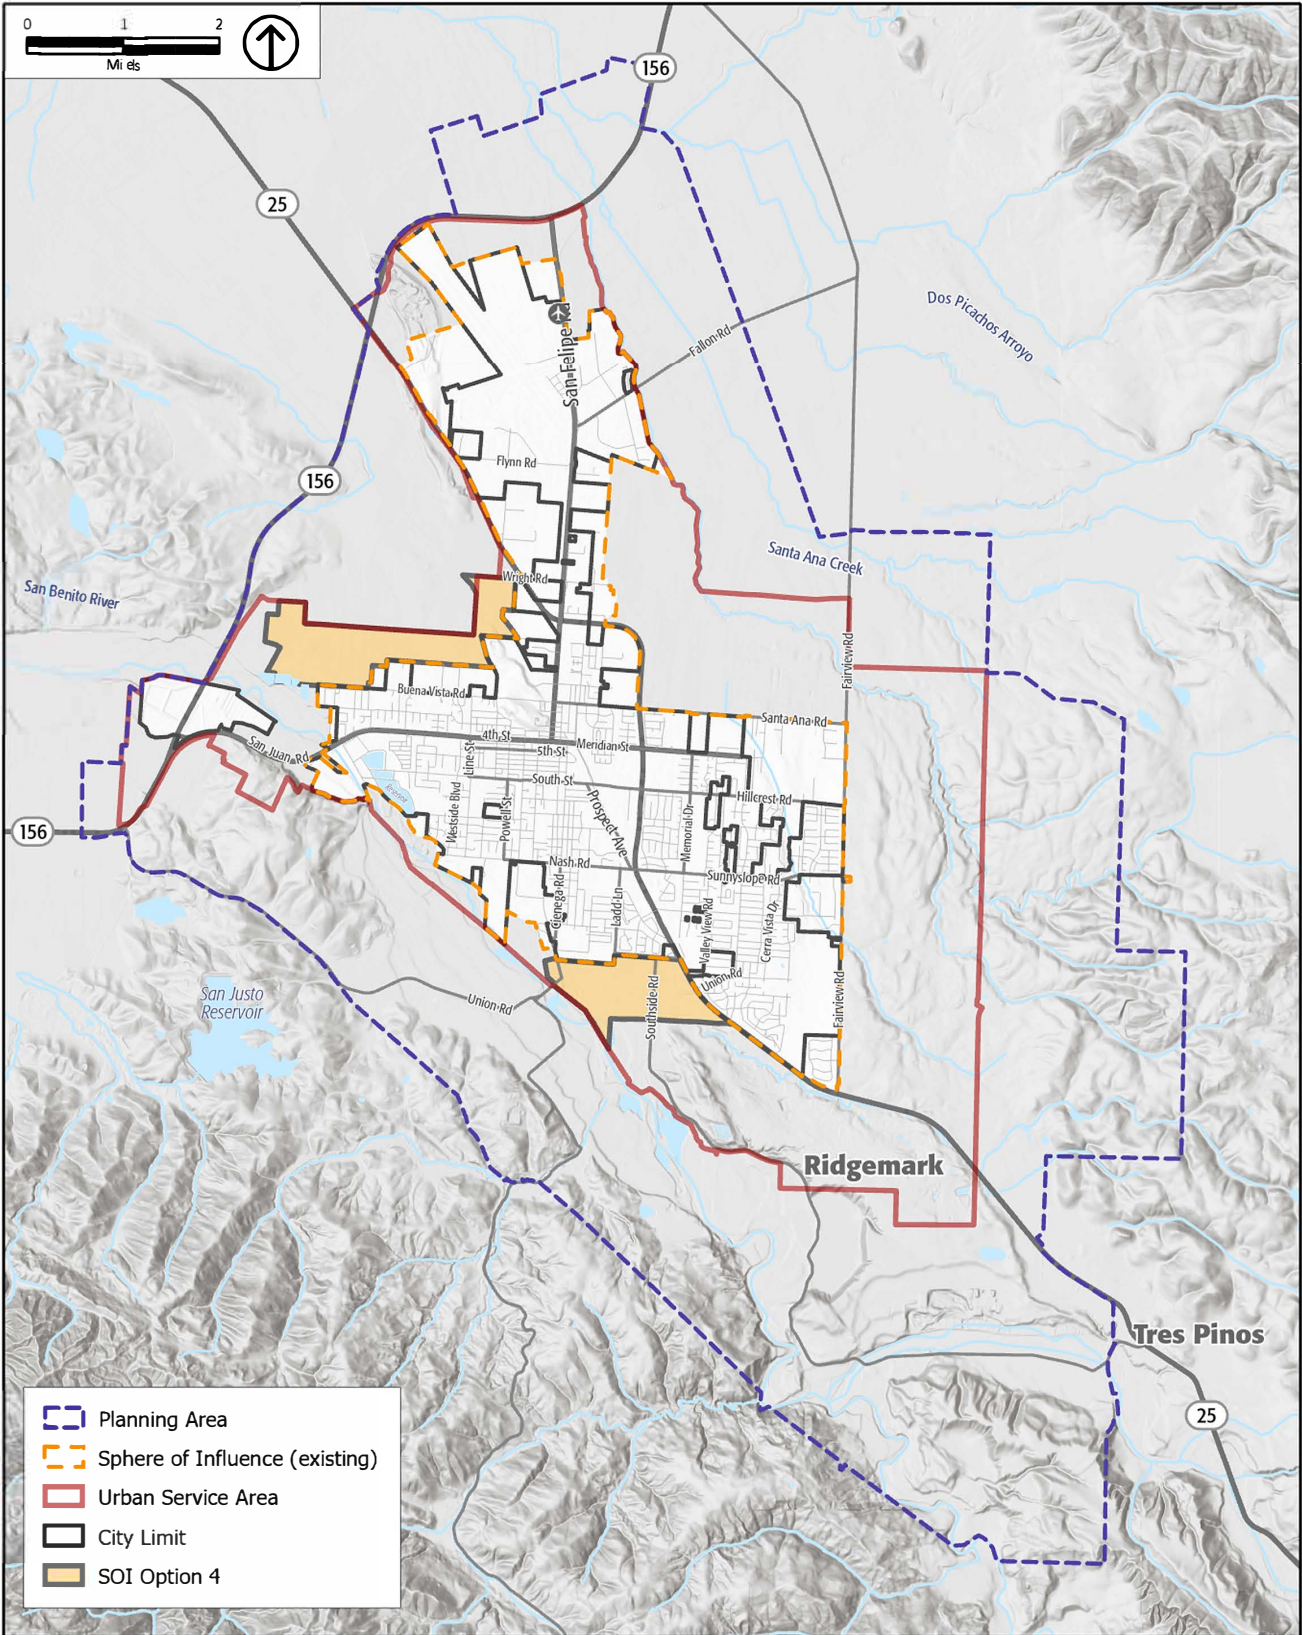 0 1 2
Mi els
156
25
Dos Picachos Arroyo
San Felipe Rd
Fallon Rd
Flynn Rd
156
Santa Ana Creek
Wright Rd
San Benito River
Fairview Rd
Buena Vista Rd
Santa Ana Rd
4th St
Meridian St
5th St
Line St
San Juan Rd
South St
Reservoir
Hillcrest Rd
Westside Blvd
Powell St
Prospect Ave
Memorial Dr
156
Nash Rd
Sunnyslope Rd
Cienega Rd
Ladd Ln
Valley View Rd
Cerra Vista Dr
Union Rd
Fairview Rd
San Justo
Reservoir
Union Rd
Southside Rd
Ridgemark
Tres Pinos
25
Planning Area
Sphere of Influence (existing)
Urban Service Area
City Limit
SOI Option 4